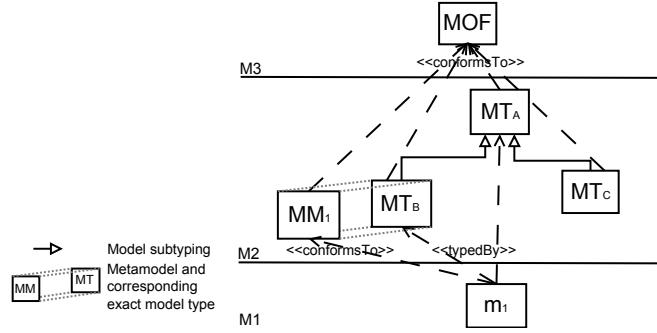 MOF
<<conformsTo>>
M3
MTA
MM1
MTB
MTC
Model subtyping
M2
<<conformsTo>>
<<typedBy>>
Metamodel and
corresponding
exact model type
MM
MT
m1
M1